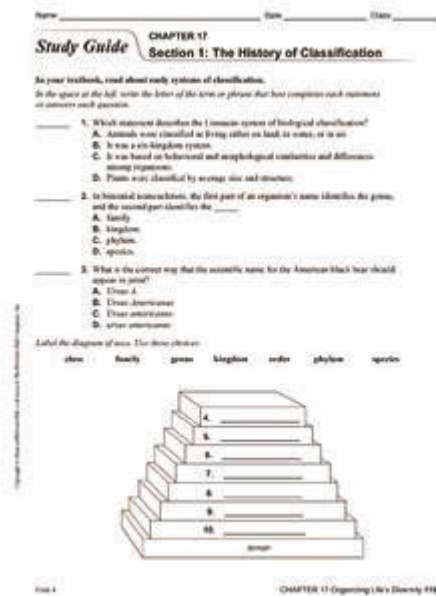 Name Date Class
CHAPTER 17
Study Guide
Section 1: The History of Classification
In your textbook, read about early systems of classification.
In the space at the left, write the letter of the term or phrase that best completes each statement
or answers each question.
1. Which statement describes the Linnaean system of biological classification?
A. Animals were classified as living either on land, in water, or in air.
B. It was a six-kingdom system.
C. It was based on behavioral and morphological similarities and differences
among organisms.
D. Plants were classified by average size and structure.
2. In binomial nomenclature, the first part of an organism's name identifies the genus,
and the second part identifies the
A. family.
B. kingdom.
C. phylum.
D. species.
3. What is the correct way that the scientific name for the American black bear should
appear in print?
A. Ursus A.
B. Ursus Americanus
C. Ursus americanus
D. ursus americanus
Label the diagram of taxa. Use these choices:
class family genus kingdom order phylum species
4.
5.
6.
7.
8.
9.
10.
domain
CHAPTER 17 Organizing Life's Diversity